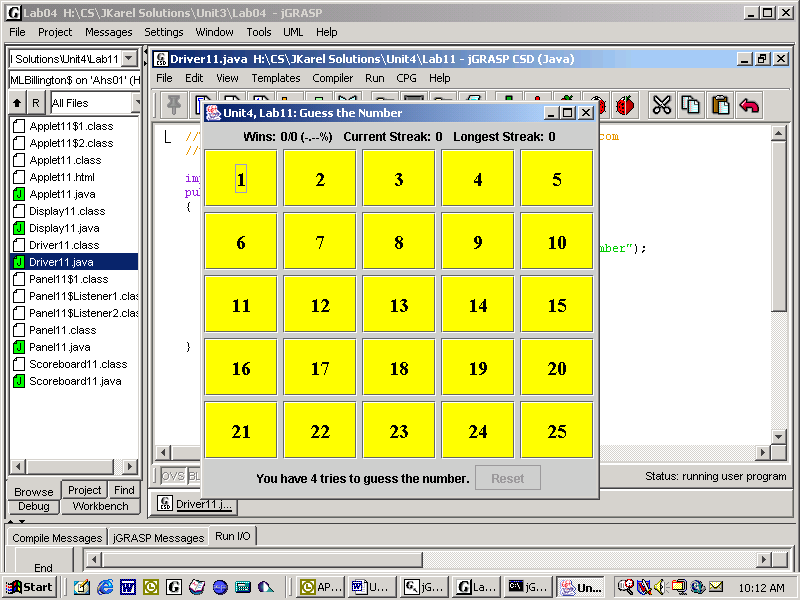 Lab04 H:\CS\JKarel Solutions\Unit3\Lab04 - jGRASP
File Project Messages Settings Window Tools UML Help
l Solutions\Unit4\Lab11
MLBillington$ on 'Ahs01' (H
R All Files
Applet11$1.class
Applet11$2.class
Applet11.class
Applet11.html
Applet11.java
Display11.class
Display11.java
Driver11.class
Driver11.java
Panel11$1.class
Panel11$Listener1.clas
Panel11$Listener2.clas
Panel11.class
Panel11.java
Scoreboard11.class
Scoreboard11.java
Browse Project Find
Debug Workbench
Driver11.java H:\CS\JKarel Solutions\Unit4\Lab11 - jGRASP CSD (Java)
File Edit View Templates Compiler Run CPG Help
// com
//
im
pu
{
mber");
}
Unit4, Lab11: Guess the Number
Wins: 0/0 (-.--%) Current Streak: 0 Longest Streak: 0
1 2 3 4 5
6 7 8 9 10
11 12 13 14 15
16 17 18 19 20
21 22 23 24 25
You have 4 tries to guess the number. Reset
OVS BL Status: running user program
Driver11.j...
Compile Messages jGRASP Messages Run I/O
End
Start AP... U... jG... La... jG... Un... 10:12 AM